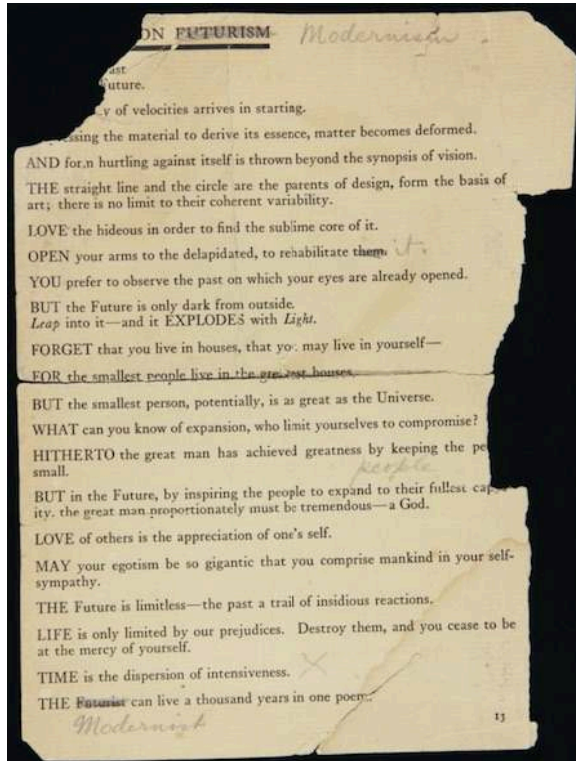 ON FUTURISM Modernism.
ast
uture.
y of velocities arrives in starting.
ssing the material to derive its essence, matter becomes deformed.
AND for.n hurtling against itself is thrown beyond the synopsis of vision.
THE straight line and the circle are the parents of design, form the basis of
art; there is no limit to their coherent variability.
LOVE the hideous in order to find the sublime core of it.
OPEN your arms to the delapidated, to rehabilitate them. it.
YOU prefer to observe the past on which your eyes are already opened.
BUT the Future is only dark from outside.
Leap into it—and it EXPLODES with Light.
FORGET that you live in houses, that yo. may live in yourself—
FOR the smallest people live in the greatest houses.
BUT the smallest person, potentially, is as great as the Universe.
WHAT can you know of expansion, who limit yourselves to compromise?
HITHERTO the great man has achieved greatness by keeping the pe
small. people
BUT in the Future, by inspiring the people to expand to their fullest cap
ity, the great man proportionately must be tremendous—a God.
LOVE of others is the appreciation of one's self.
MAY your egotism be so gigantic that you comprise mankind in your self-
sympathy.
THE Future is limitless—the past a trail of insidious reactions.
LIFE is only limited by our prejudices. Destroy them, and you cease to be
at the mercy of yourself.
TIME is the dispersion of intensiveness. X
THE Futurist can live a thousand years in one poem.
Modernist
13